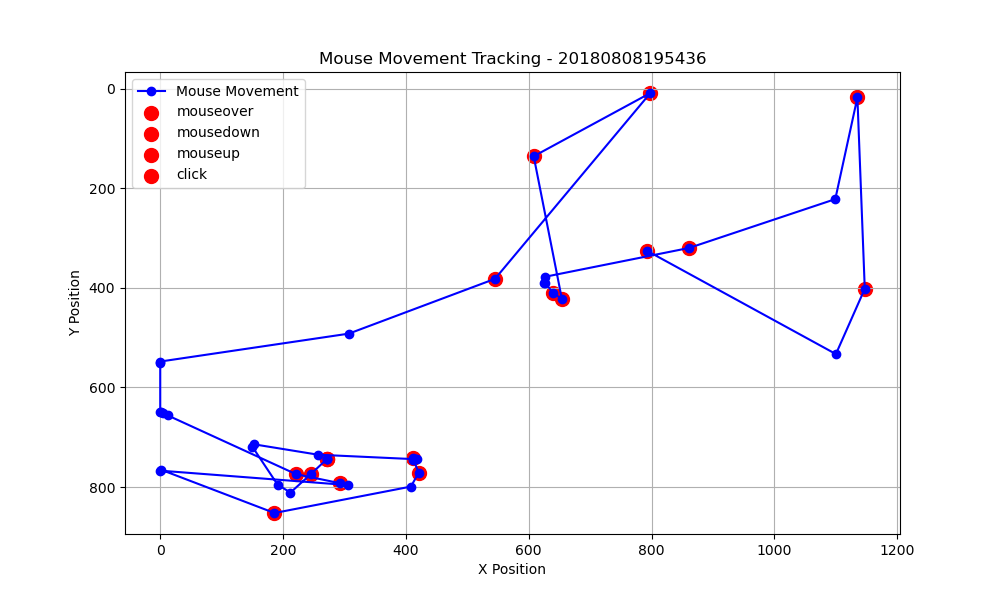 Mouse Movement Tracking - 20180808195436
Mouse Movement
mouseover
mousedown
mouseup
click
Y Position
0
200
400
600
800
0 200 400 600 800 1000 1200
X Position